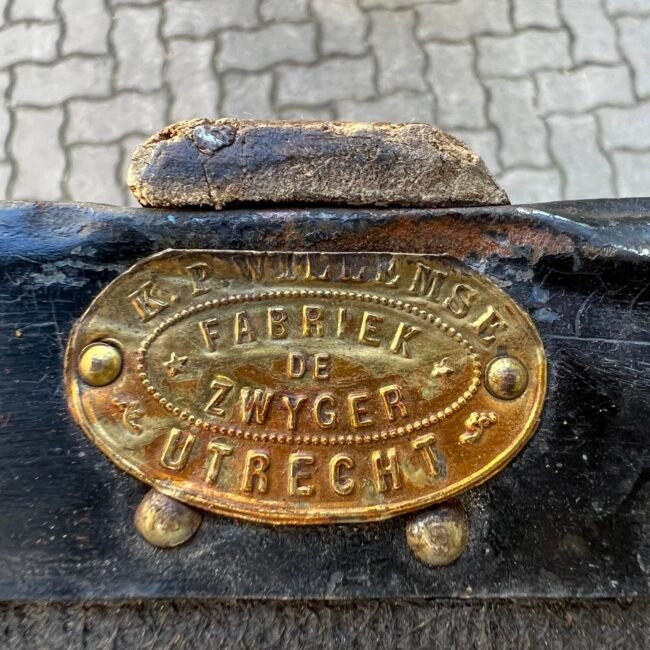 K. P. WILLEMSE
FABRIEK
DE
ZWYGER
UTRECHT